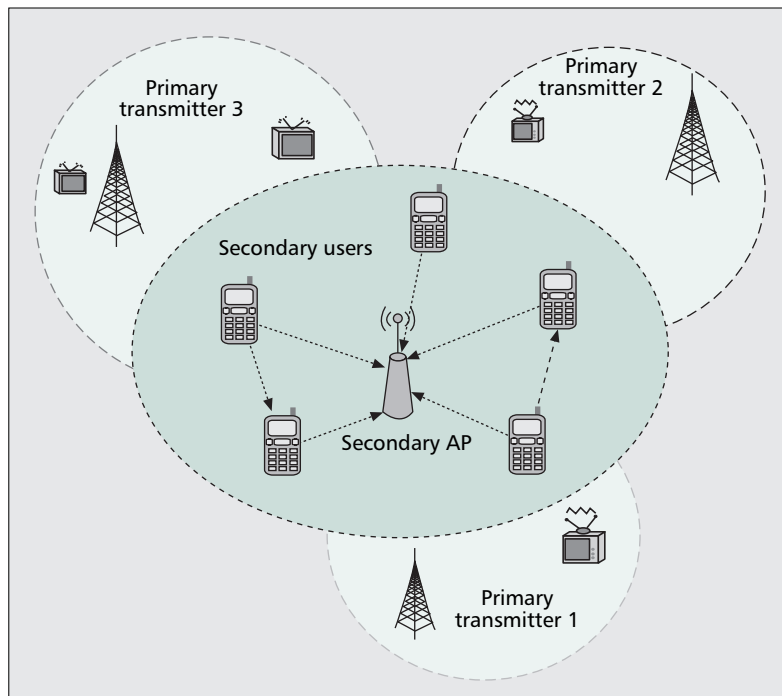 Primary
transmitter 3
Primary
transmitter 2
Secondary users
Secondary AP
Primary
transmitter 1